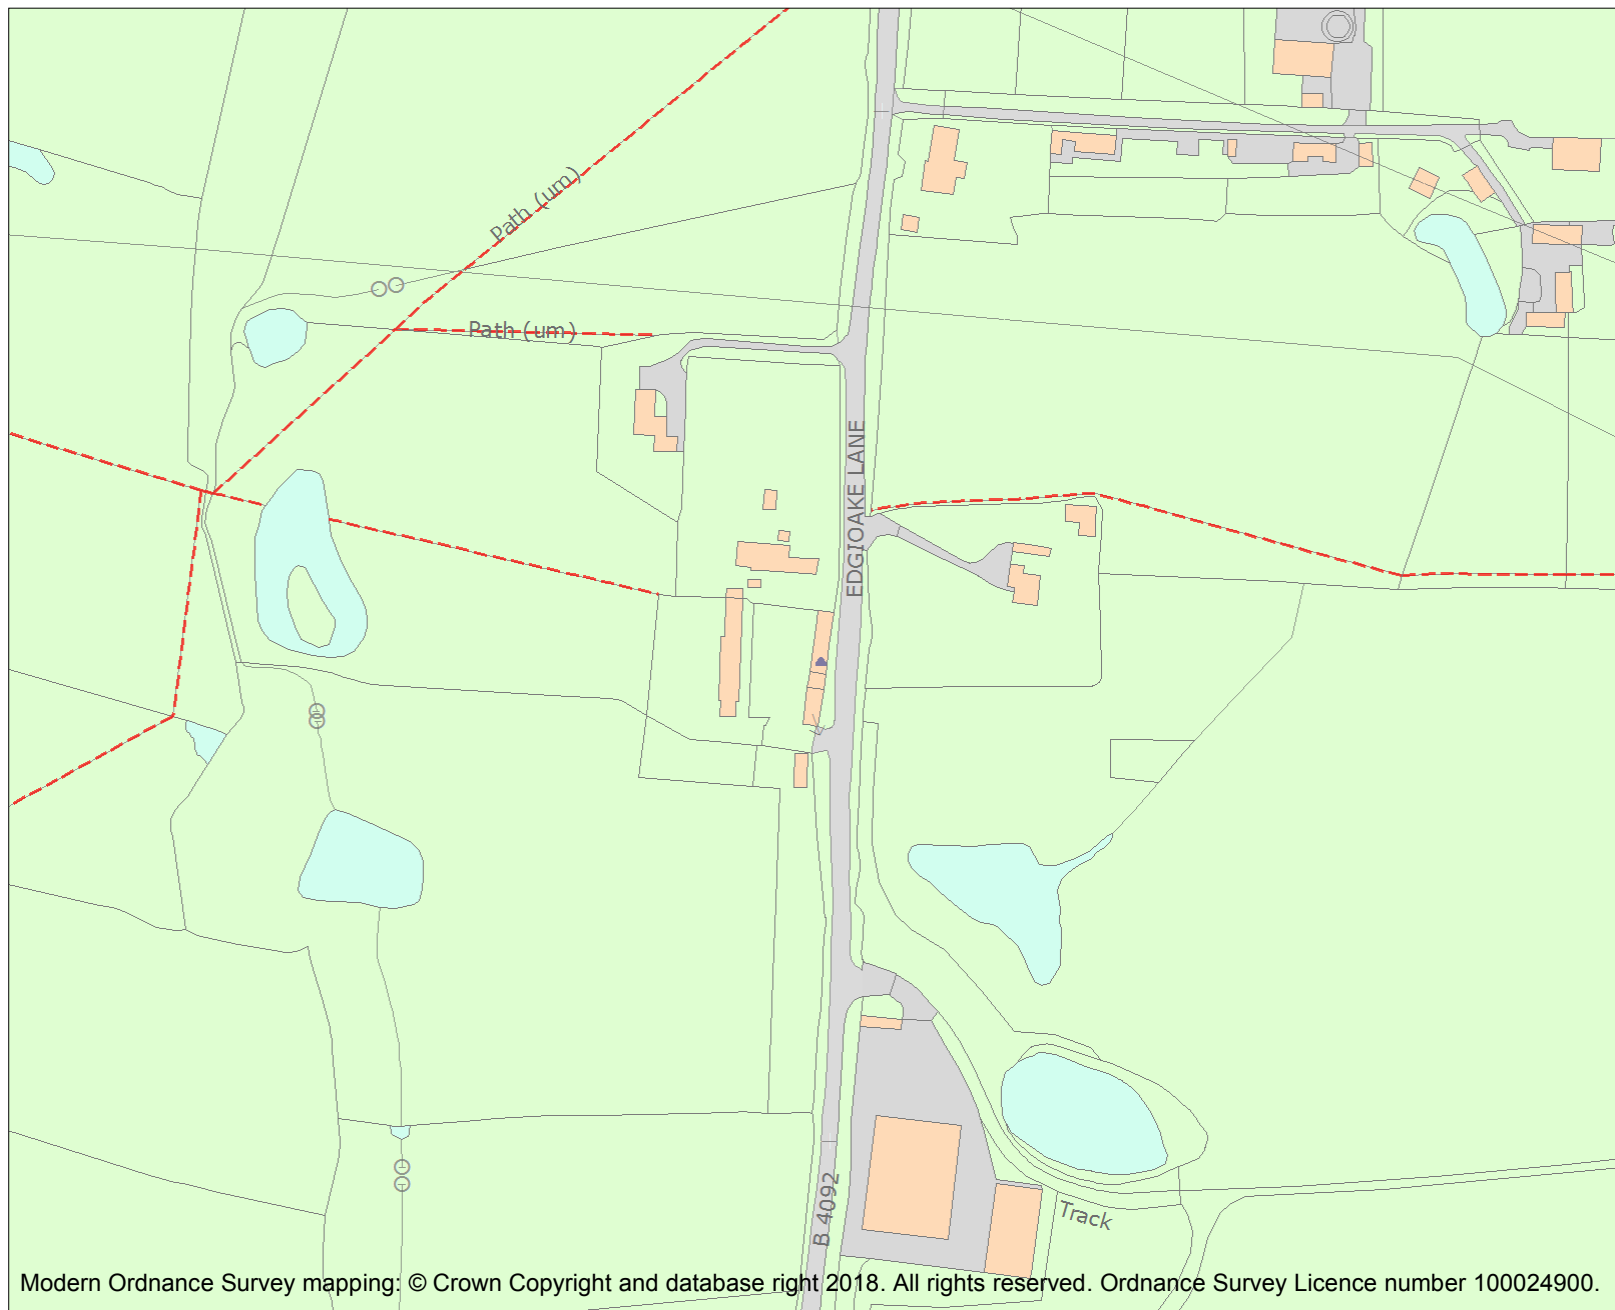 Path (um)
Path (um)
EDGIOAKE LANE
B 4092
Track
Modern Ordnance Survey mapping: © Crown Copyright and database right 2018. All rights reserved. Ordnance Survey Licence number 100024900.